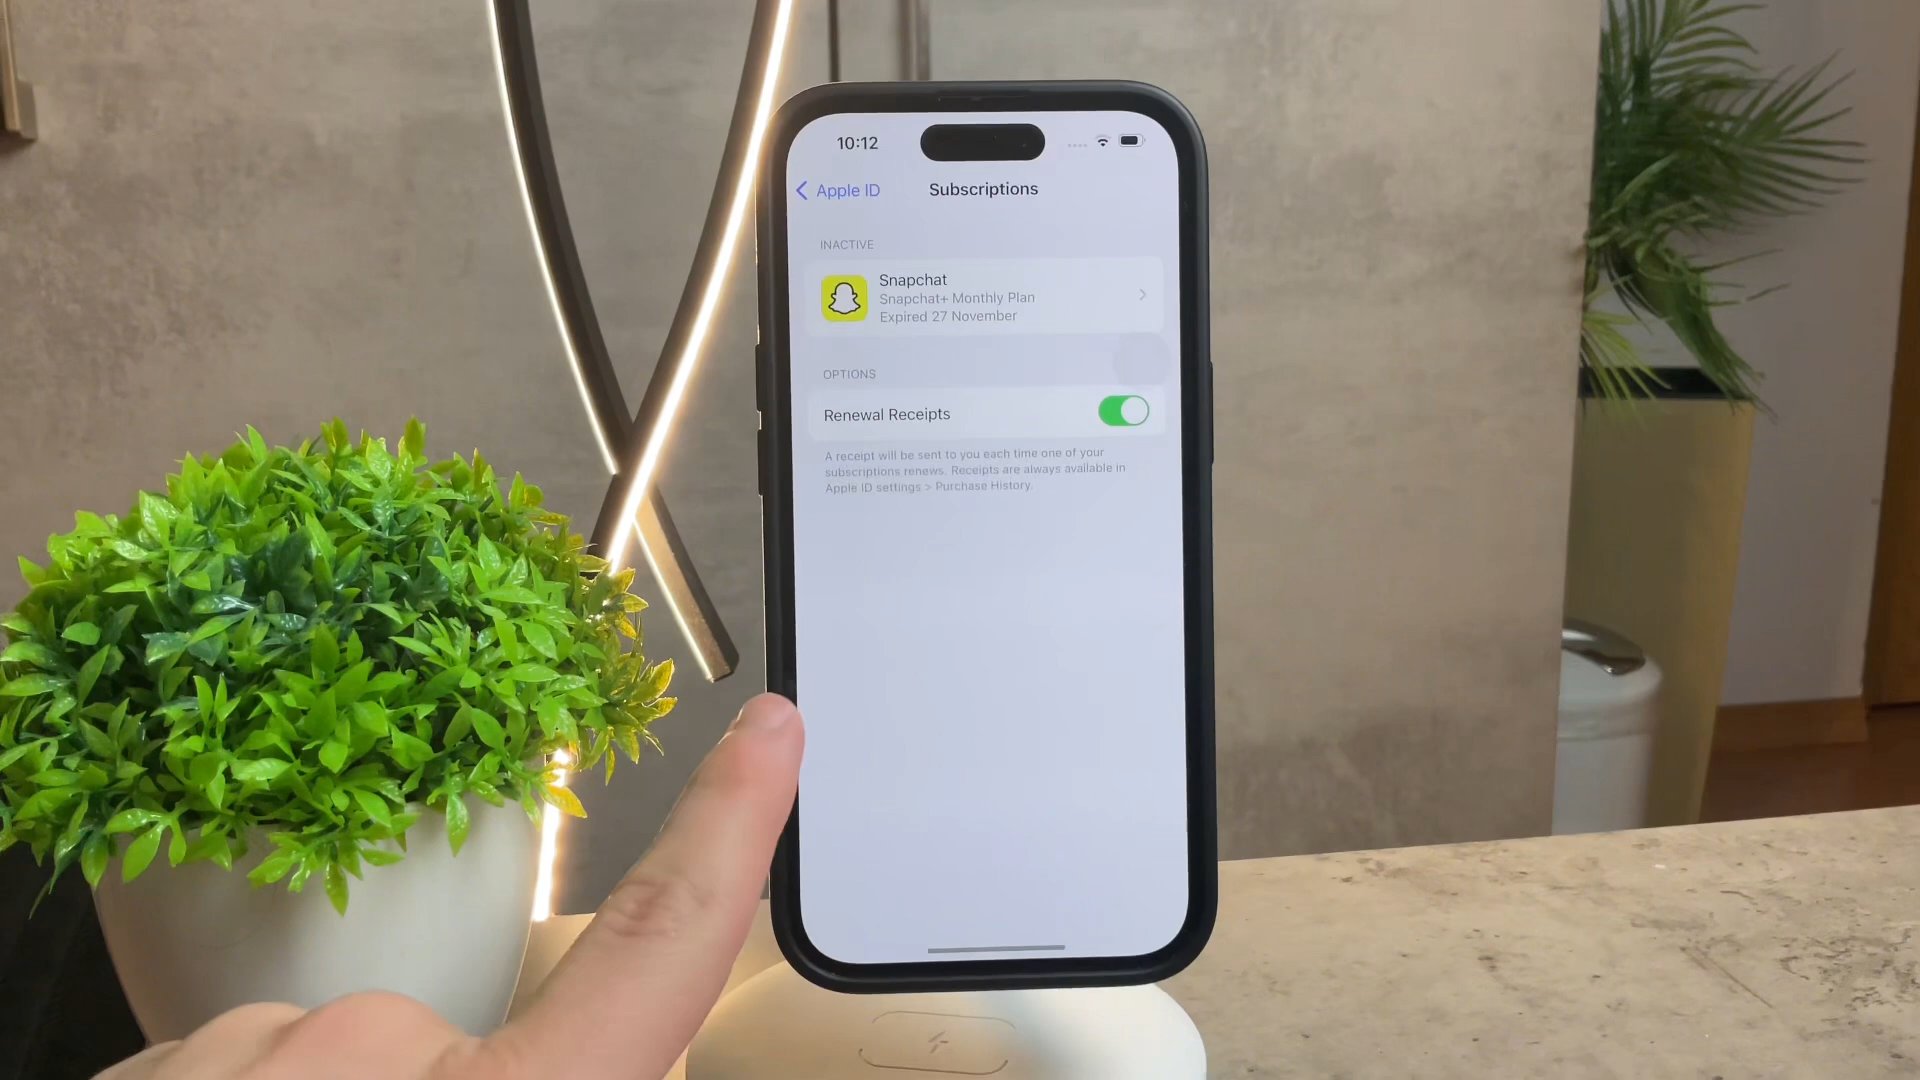 10:12
Apple ID
Subscriptions
INACTIVE
Snapchat
Snapchat+ Monthly Plan
Expired 27 November
OPTIONS
Renewal Receipts
A receipt will be sent to you each time one of your
subscriptions renews. Receipts are always available in
Apple ID settings > Purchase History.